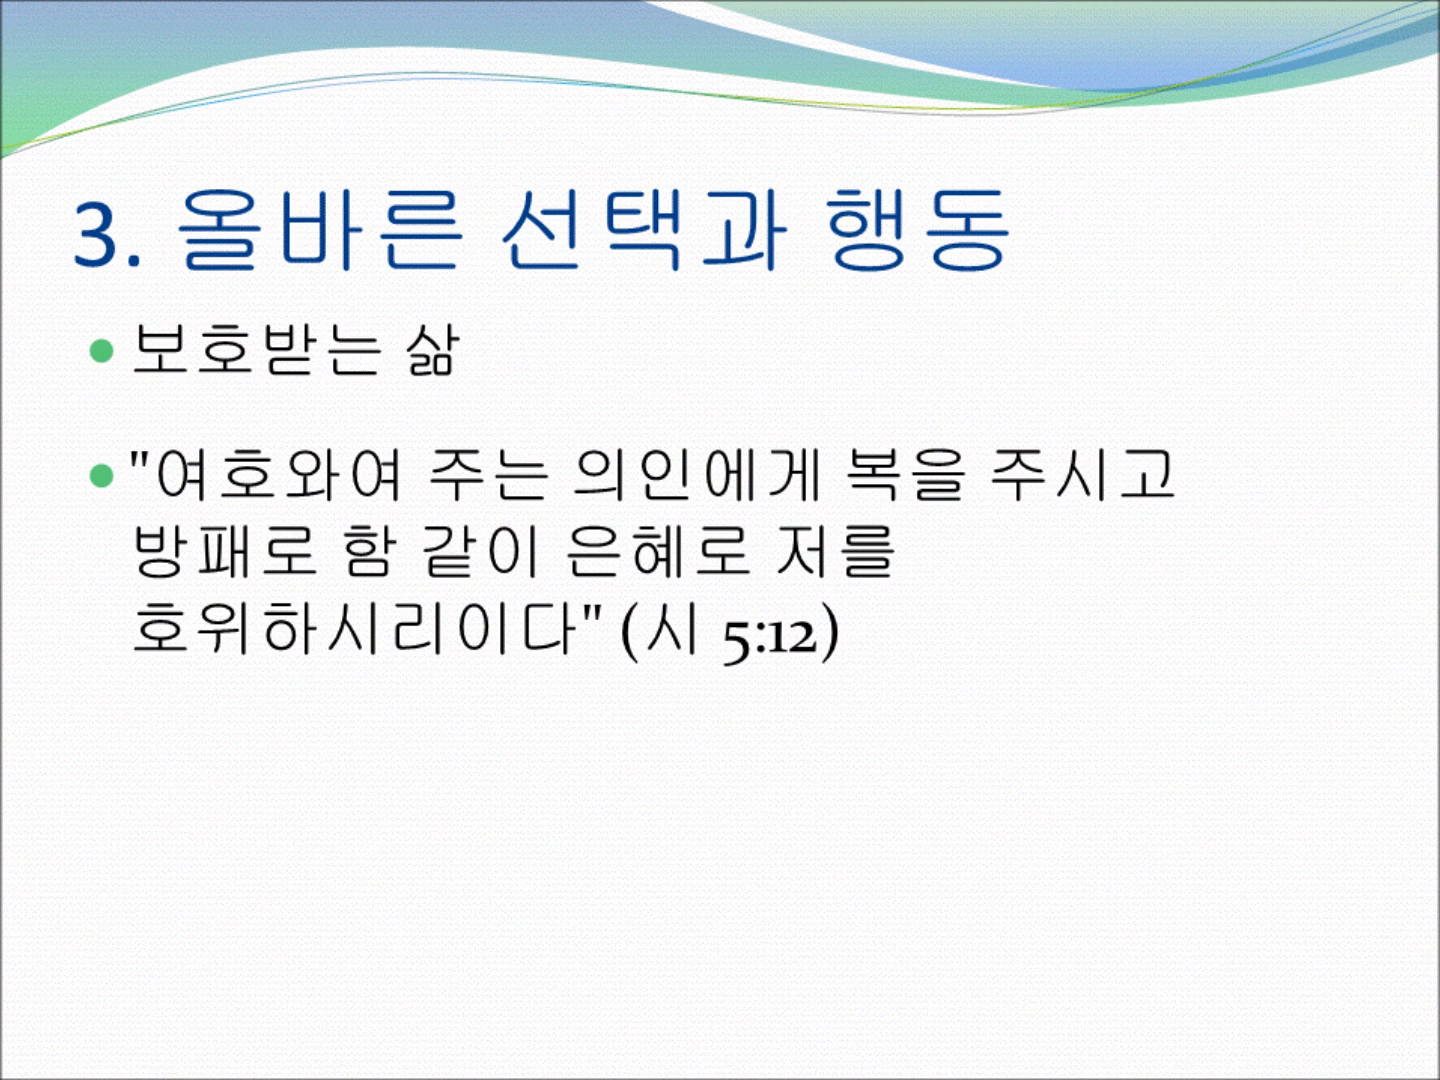 3. 올바른 선택과 행동
보호받는 삶
"여호와여 주는 의인에게 복을 주시고
방패로 함 같이 은혜로 저를
호위하시리이다" (시 5:12)